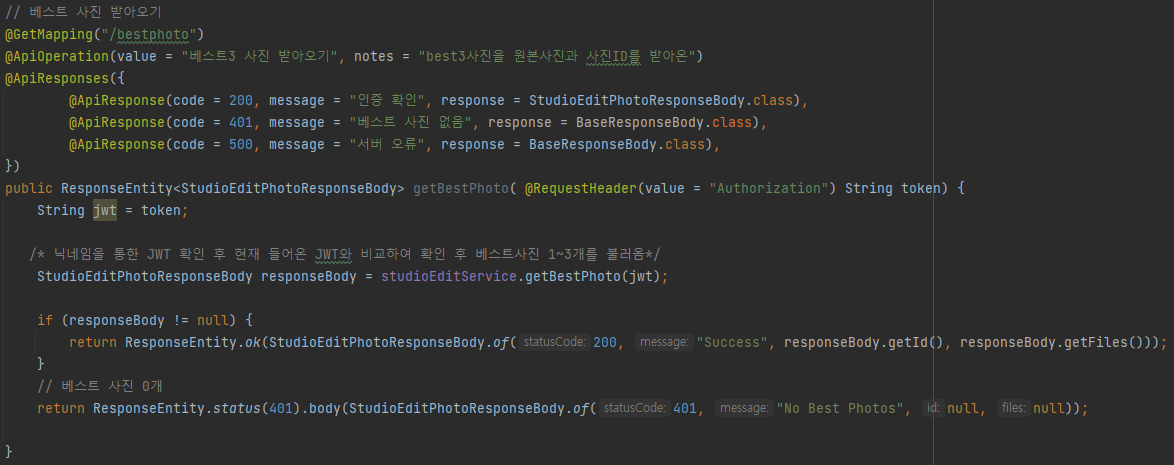 // 베스트 사진 받아오기
@GetMapping("/bestphoto")
@ApiOperation(value = "베스트3 사진 받아오기", notes = "best3사진을 원본사진과 사진ID를 받아온")
@ApiResponses({
@ApiResponse(code = 200, message = "인증 확인", response = StudioEditPhotoResponseBody.class),
@ApiResponse(code = 401, message = "베스트 사진 없음", response = BaseResponseBody.class),
@ApiResponse(code = 500, message = "서버 오류", response = BaseResponseBody.class),
})
public ResponseEntity<StudioEditPhotoResponseBody> getBestPhoto( @RequestHeader(value = "Authorization") String token) {
String jwt = token;
/* 닉네임을 통한 JWT 확인 후 현재 들어온 JWT와 비교하여 확인 후 베스트사진 1~3개를 불러옴*/
StudioEditPhotoResponseBody responseBody = studioEditService.getBestPhoto(jwt);
if (responseBody != null) {
return ResponseEntity.ok(StudioEditPhotoResponseBody.of( statusCode: 200, message: "Success", responseBody.getId(), responseBody.getFiles()));
}
// 베스트 사진 0개
return ResponseEntity.status(401).body(StudioEditPhotoResponseBody.of( statusCode: 401, message: "No Best Photos", id: null, files: null));
}